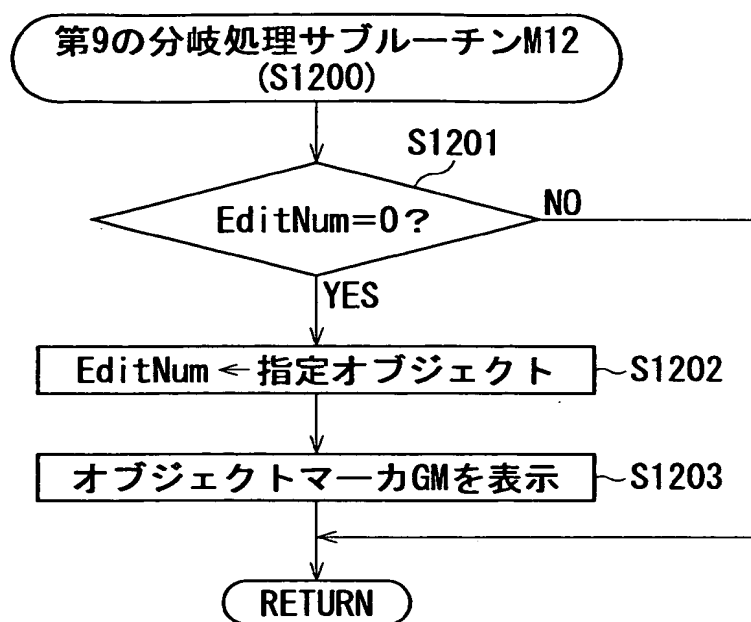 第9の分岐処理サブルーチンM12
(S1200)
S1201
EditNum=0?
NO
YES
EditNum←指定オブジェクト
S1202
オブジェクトマーカGMを表示
S1203
RETURN